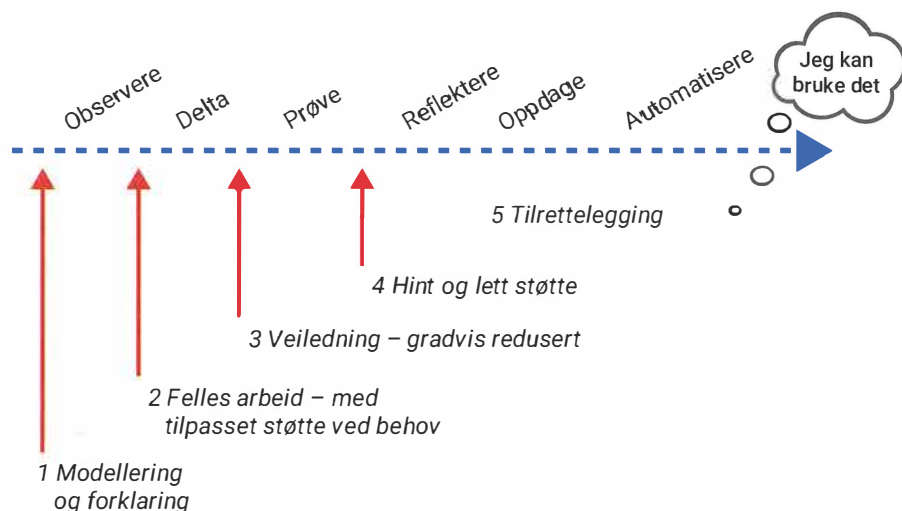 Observere
Delta
Prøve
Reflektere
Oppdage
Automatisere
Jeg kan
bruke det
5 Tilrettelegging
4 Hint og lett støtte
3 Veiledning – gradvis redusert
2 Felles arbeid – med
tilpasset støtte ved behov
1 Modellering
og forklaring